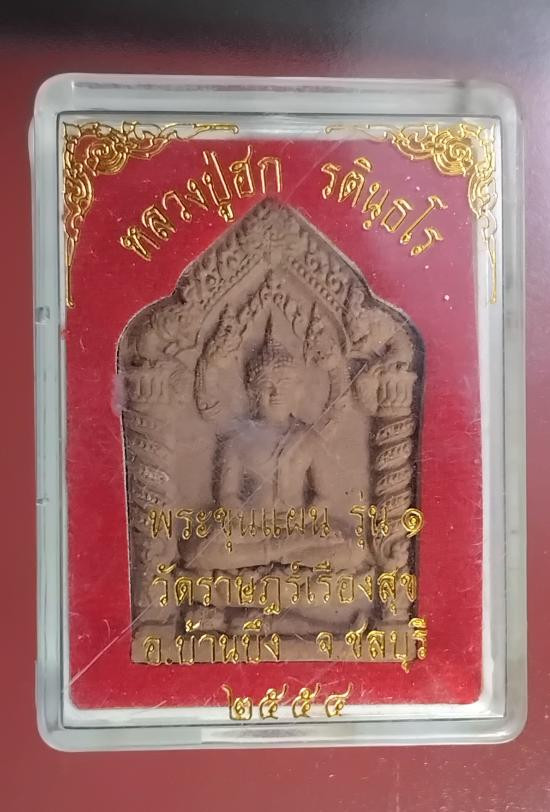 หลวงปู่ฮก รตินฺธโร
พระขุนแผน รุ่น ๑
วัดราษฎร์เรืองสุข
อ.บ้านบึง จ.ชลบุรี
๒๕๕๔